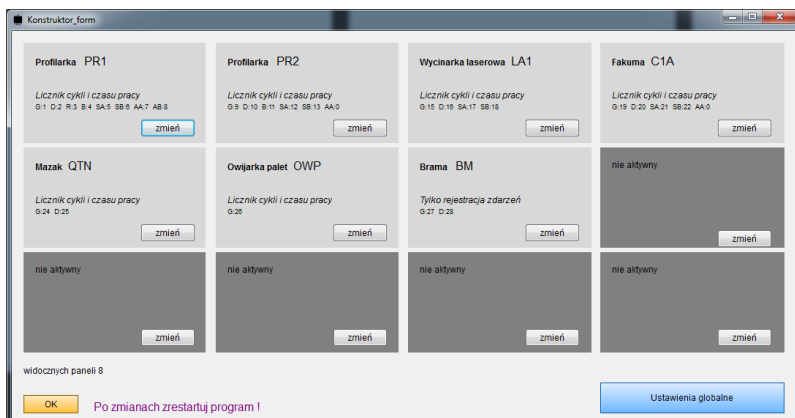 Konstruktor_form
Profilarka PR1
Licznik cykli i czasu pracy
G:1 D:2 R:3 B:4 SA:5 SB:6 AA:7 AB:8
zmień
Profilarka PR2
Licznik cykli i czasu pracy
G:9 D:10 B:11 SA:12 SB:13 AA:0
zmień
Wycinarka laserowa LA1
Licznik cykli i czasu pracy
G:15 D:16 SA:17 SB:18
zmień
Fakuma C1A
Licznik cykli i czasu pracy
G:19 D:20 SA:21 SB:22 AA:0
zmień
Mazak QTN
Licznik cykli i czasu pracy
G:24 D:25
zmień
Owijarka palet OWP
Licznik cykli i czasu pracy
G:26
zmień
Brama BM
Tylko rejestracja zdarzeń
G:27 D:28
zmień
nie aktywny
zmień
nie aktywny
zmień
nie aktywny
zmień
nie aktywny
zmień
nie aktywny
zmień
widocznych paneli 8
OK
Po zmianach zrestartuj program !
Ustawienia globalne